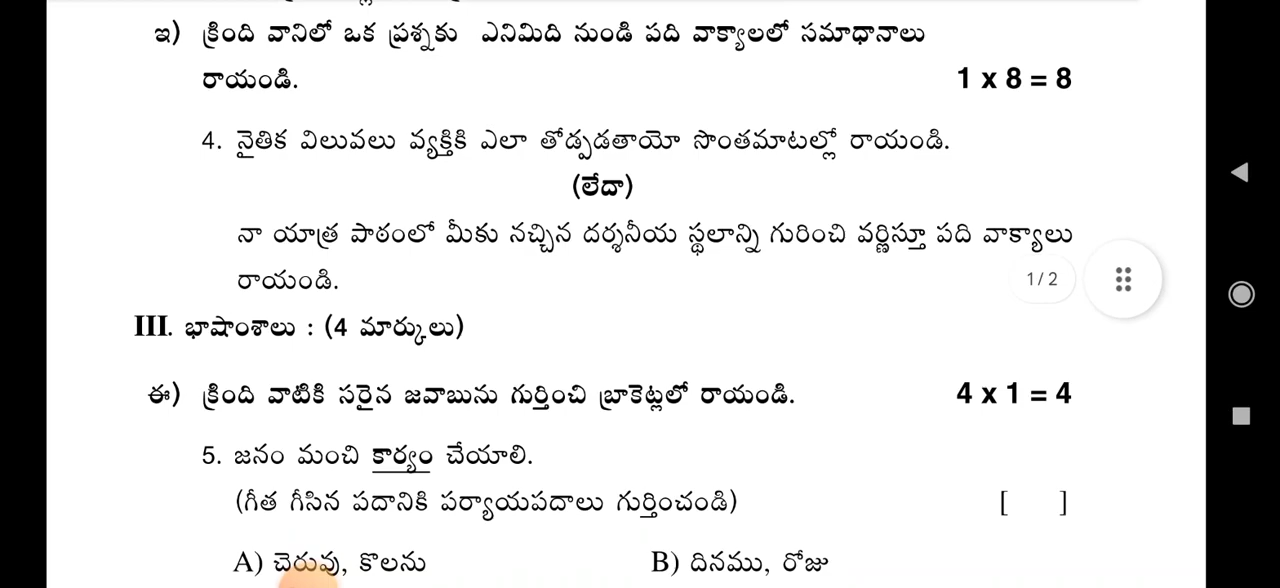 ఇ) క్రింది వానిలో ఒక ప్రశ్నకు ఎనిమిది నుండి పది వాక్యాలలో సమాధానాలు
రాయండి. 1 x 8 = 8
4. నైతిక విలువలు వ్యక్తికి ఎలా తోడ్పడతాయో సొంతమాటల్లో రాయండి.
(లేదా)
నా యాత్ర పాఠంలో మీకు నచ్చిన దర్శనీయ స్థలాన్ని గురించి వర్ణిస్తూ పది వాక్యాలు
రాయండి.
1 / 2
III. భాషాంశాలు : (4 మార్కులు)
ఈ) క్రింది వాటికి సరైన జవాబును గుర్తించి బ్రాకెట్లలో రాయండి. 4 x 1 = 4
5. జనం మంచి కార్యం చేయాలి.
(గీత గీసిన పదానికి పర్యాయపదాలు గుర్తించండి) [ ]
A) చెరువు, కొలను B) దినము, రోజు